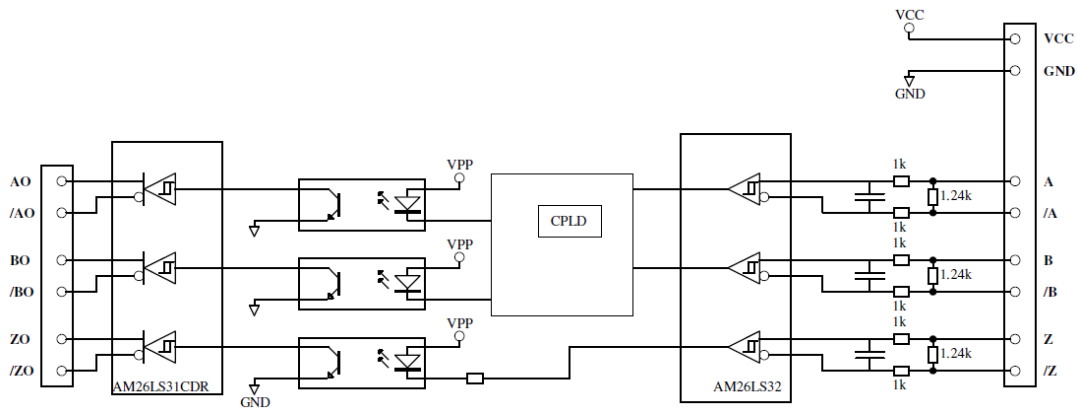 VCC
VCC
GND
GND
1k
AO
VPP
A
1.24k
/AO
/A
1k
CPLD
1k
BO
VPP
B
1.24k
/BO
/B
1k
1k
ZO
VPP
Z
1.24k
/ZO
/Z
AM26LS31CDR
AM26LS32
1k
GND